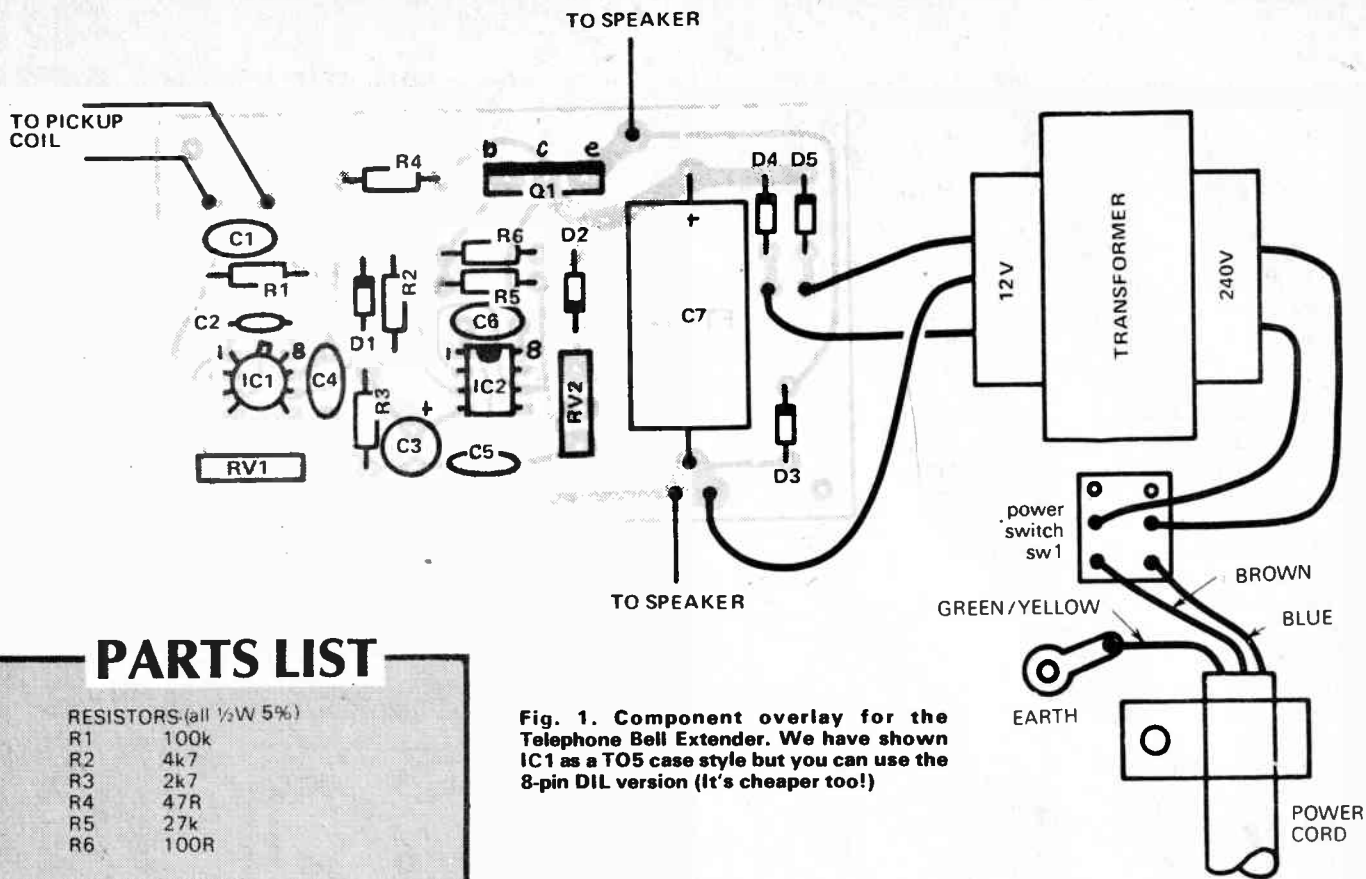 TO SPEAKER
TO PICKUP
COIL
R4
b c e
Q1
D4 D5
C1
R1
C2
1 8
IC1
C4
D1
R2
R3
R6
R5
C6
1 8
IC2
D2
RV2
+
C7
+
C3
C5
RV1
D3
12V
TRANSFORMER
240V
TO SPEAKER
power
switch
sw1
BROWN
BLUE
GREEN/YELLOW
EARTH
POWER
CORD
PARTS LIST
RESISTORS (all ½W 5%)
R1 100k
R2 4k7
R3 2k7
R4 47R
R5 27k
R6 100R
Fig. 1. Component overlay for the
Telephone Bell Extender. We have shown
IC1 as a TO5 case style but you can use the
8-pin DIL version (It's cheaper too!)